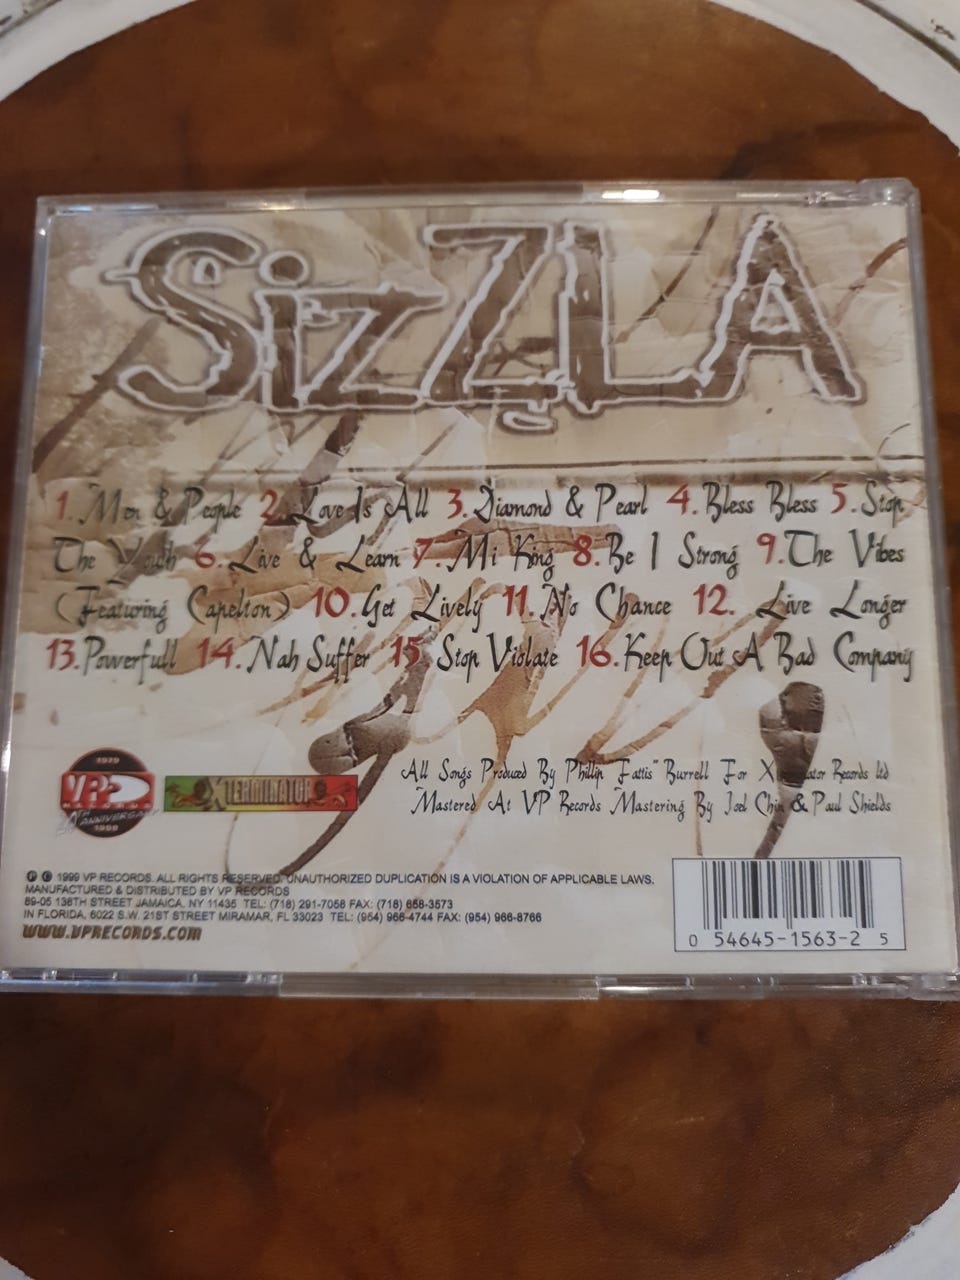 SizZLA
1. Men & People 2. Love Is All 3. Diamond & Pearl 4. Bless Bless 5. Stop
The Youth 6. Live & Learn 7. Mi King 8. Be I Strong 9. The Vibes
(Featuring Capelton) 10. Get Lively 11. No Chance 12. Live Longer
13. Powerfull 14. Nah Suffer 15 Stop Violate 16. Keep Out A Bad Company
1979
VP
RECORDS
20TH ANNIVERSARY
1999
XTERMINATOR
All Songs Produced By Phillip Fattis" Burrell For Records ltd
Mastered At VP Records Mastering By Joel Chin & Paul Shields
℗ © 1999 VP RECORDS. ALL RIGHTS RESERVED. UNAUTHORIZED DUPLICATION IS A VIOLATION OF APPLICABLE LAWS.
MANUFACTURED & DISTRIBUTED BY VP RECORDS
89-05 138TH STREET JAMAICA, NY 11435 TEL: (718) 291-7058 FAX: (718) 658-3573
IN FLORIDA, 6022 S.W. 21ST STREET MIRAMAR, FL 33023 TEL: (954) 966-4744 FAX: (954) 966-8766
WWW.VPRECORDS.COM
0 54645-1563-2 5